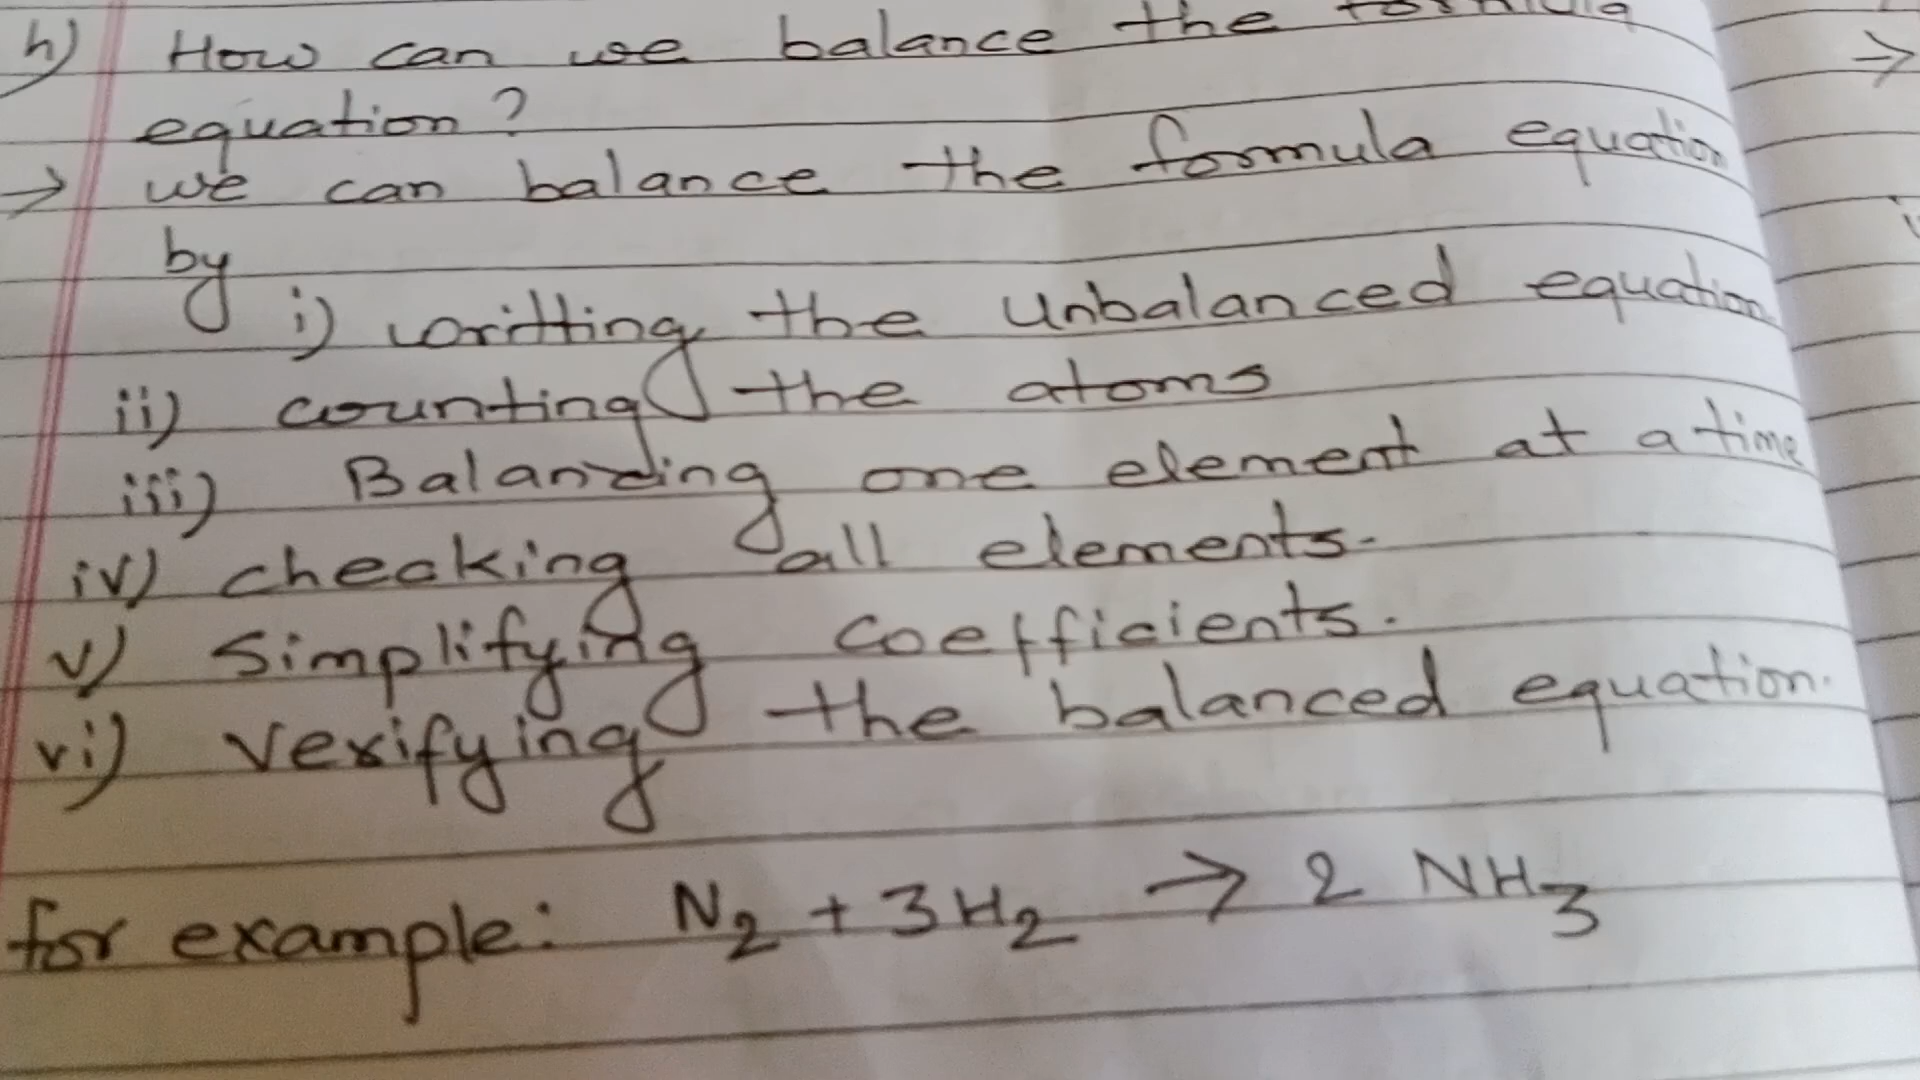 h) How can we balance the formula
equation?
→ we can balance the formula equation
by
i) writting the Unbalanced equation.
ii) counting the atoms
iii) Balancing one element at a time
iv) checking all elements.
v) Simplifying coefficients.
vi) Verifying the balanced equation.
for example: N₂ + 3H₂ → 2 NH₃
→